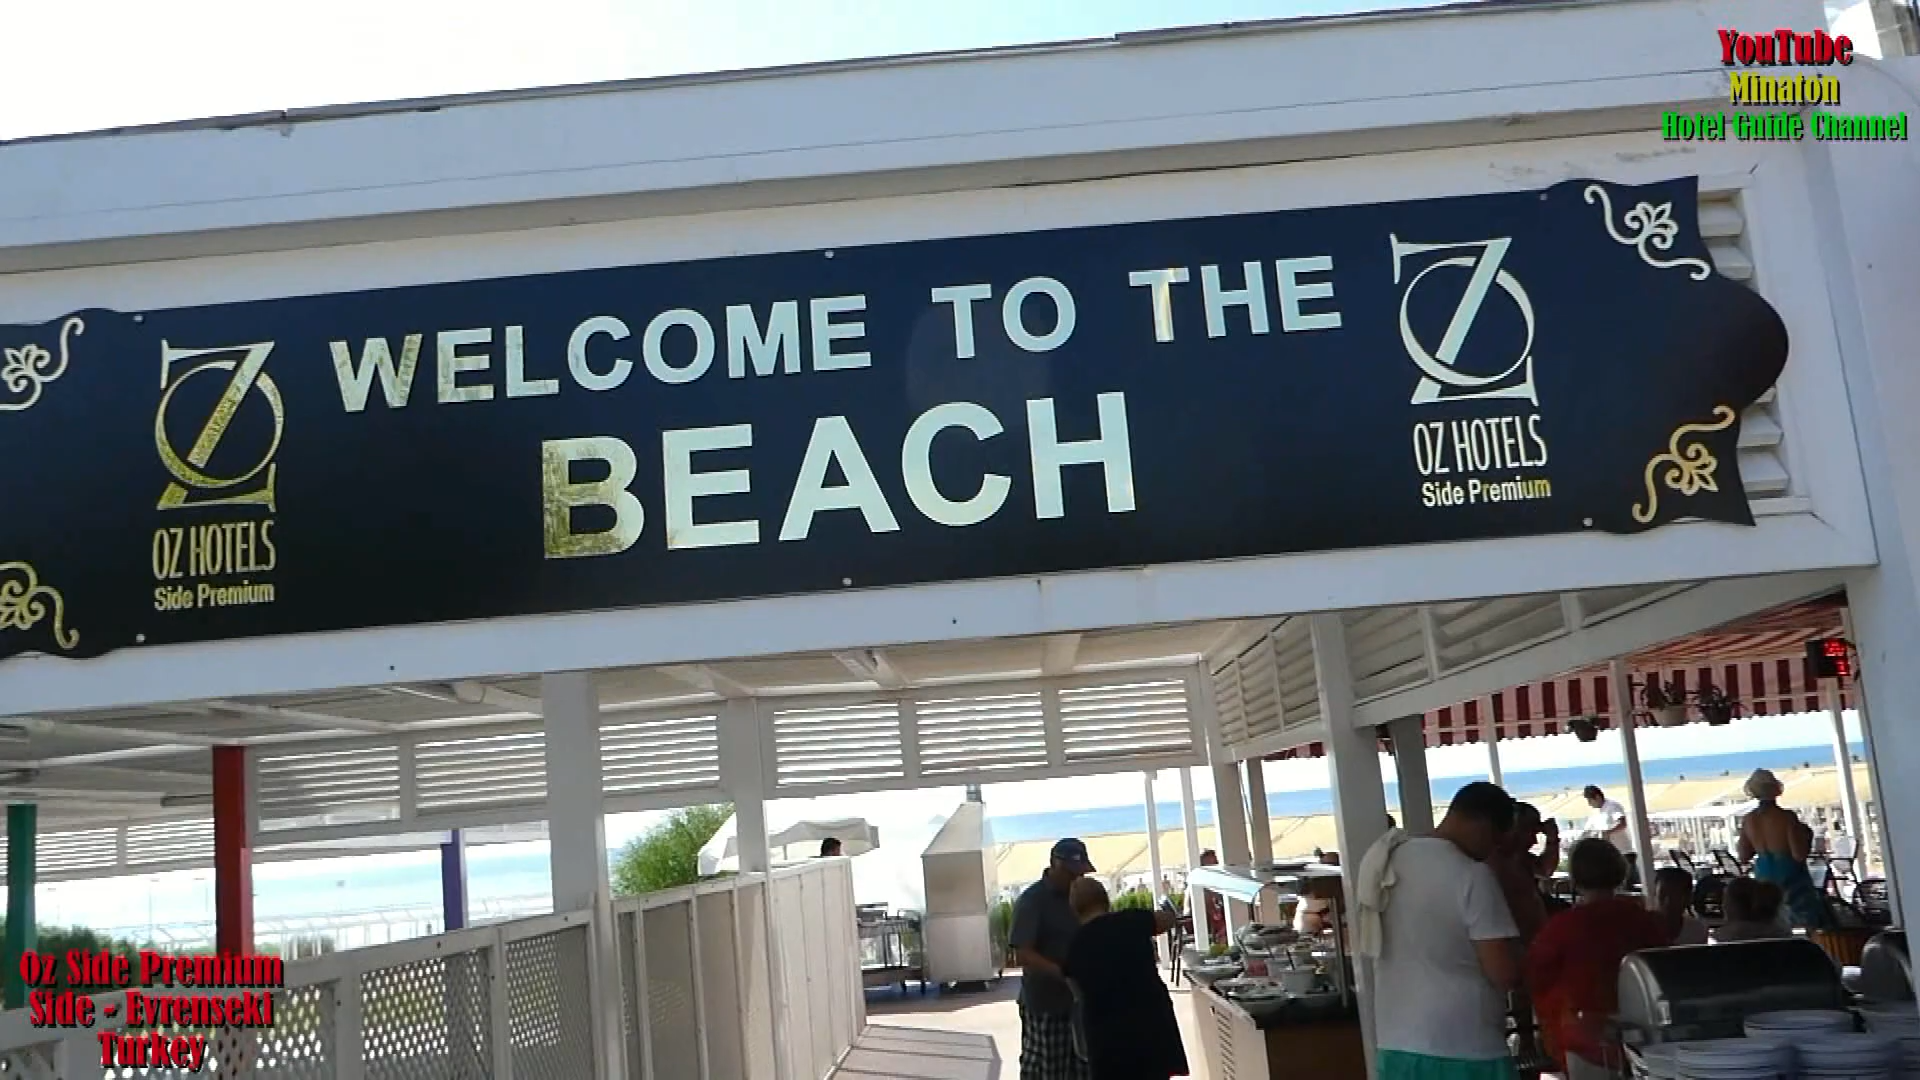 YouTube
Minaton
Hotel Guide Channel
WELCOME TO THE
BEACH
OZ HOTELS
Side Premium
OZ HOTELS
Side Premium
Oz Side Premium
Side - Evrenseki
Turkey